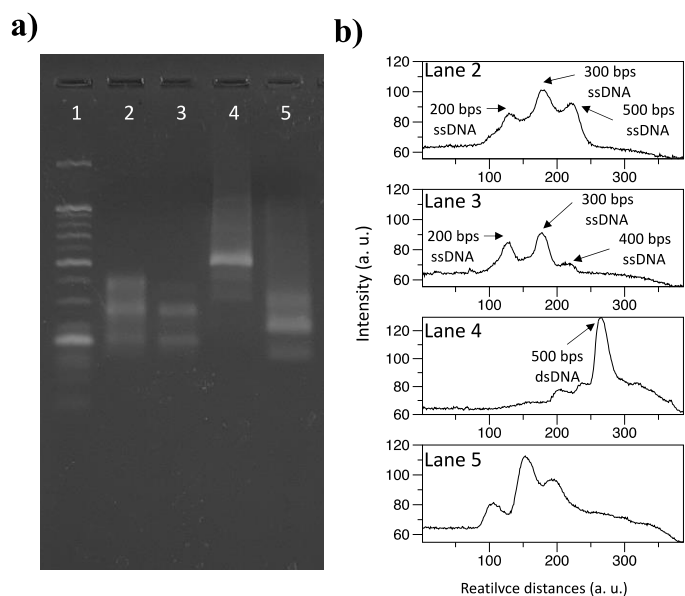 a)
1 2 3 4 5
b)
Intensity (a. u.)
Lane 2
200 bps
ssDNA
300 bps
ssDNA
500 bps
ssDNA
120
100
80
60
100 200 300
Lane 3
200 bps
ssDNA
300 bps
ssDNA
400 bps
ssDNA
120
100
80
60
100 200 300
Lane 4
500 bps
dsDNA
120
100
80
60
100 200 300
Lane 5
120
100
80
60
100 200 300
Reatilvce distances (a. u.)